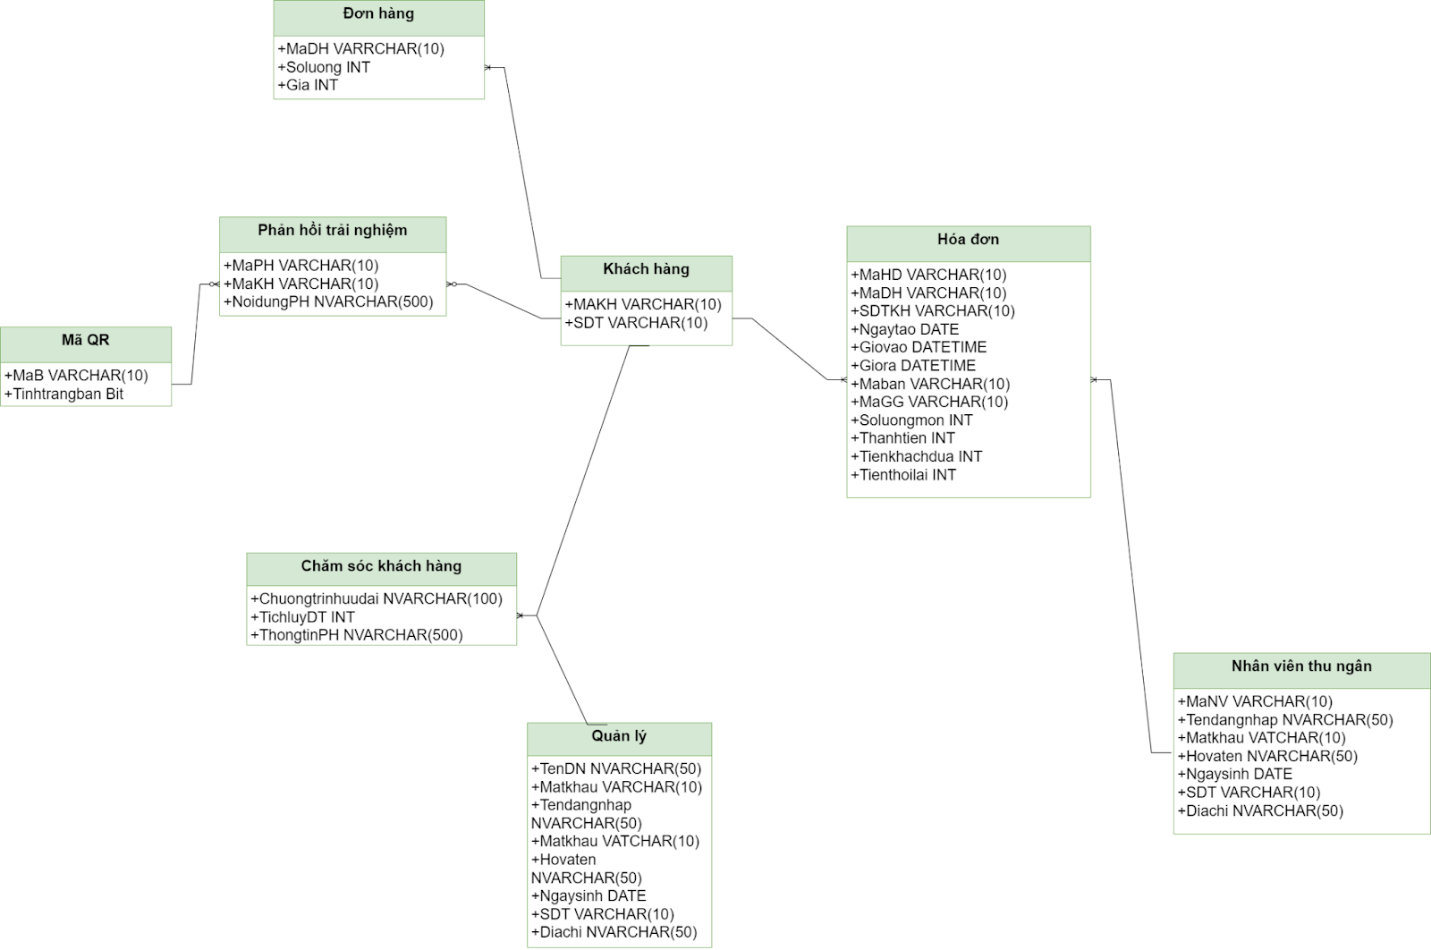 Đơn hàng
+MaDH VARRCHAR(10)
+Soluong INT
+Gia INT
Phản hồi trải nghiệm
+MaPH VARCHAR(10)
+MaKH VARCHAR(10)
+NoidungPH NVARCHAR(500)
Mã QR
+MaB VARCHAR(10)
+Tinhtrangban Bit
Khách hàng
+MAKH VARCHAR(10)
+SDT VARCHAR(10)
Hóa đơn
+MaHD VARCHAR(10)
+MaDH VARCHAR(10)
+SDTKH VARCHAR(10)
+Ngaytao DATE
+Giovao DATETIME
+Giora DATETIME
+Maban VARCHAR(10)
+MaGG VARCHAR(10)
+Soluongmon INT
+Thanhtien INT
+Tienkhachdua INT
+Tienthoilai INT
Chăm sóc khách hàng
+Chuongtrinhuudai NVARCHAR(100)
+TichluyDT INT
+ThongtinPH NVARCHAR(500)
Quản lý
+TenDN NVARCHAR(50)
+Matkhau VARCHAR(10)
+Tendangnhap
NVARCHAR(50)
+Matkhau VATCHAR(10)
+Hovaten
NVARCHAR(50)
+Ngaysinh DATE
+SDT VARCHAR(10)
+Diachi NVARCHAR(50)
Nhân viên thu ngân
+MaNV VARCHAR(10)
+Tendangnhap NVARCHAR(50)
+Matkhau VATCHAR(10)
+Hovaten NVARCHAR(50)
+Ngaysinh DATE
+SDT VARCHAR(10)
+Diachi NVARCHAR(50)